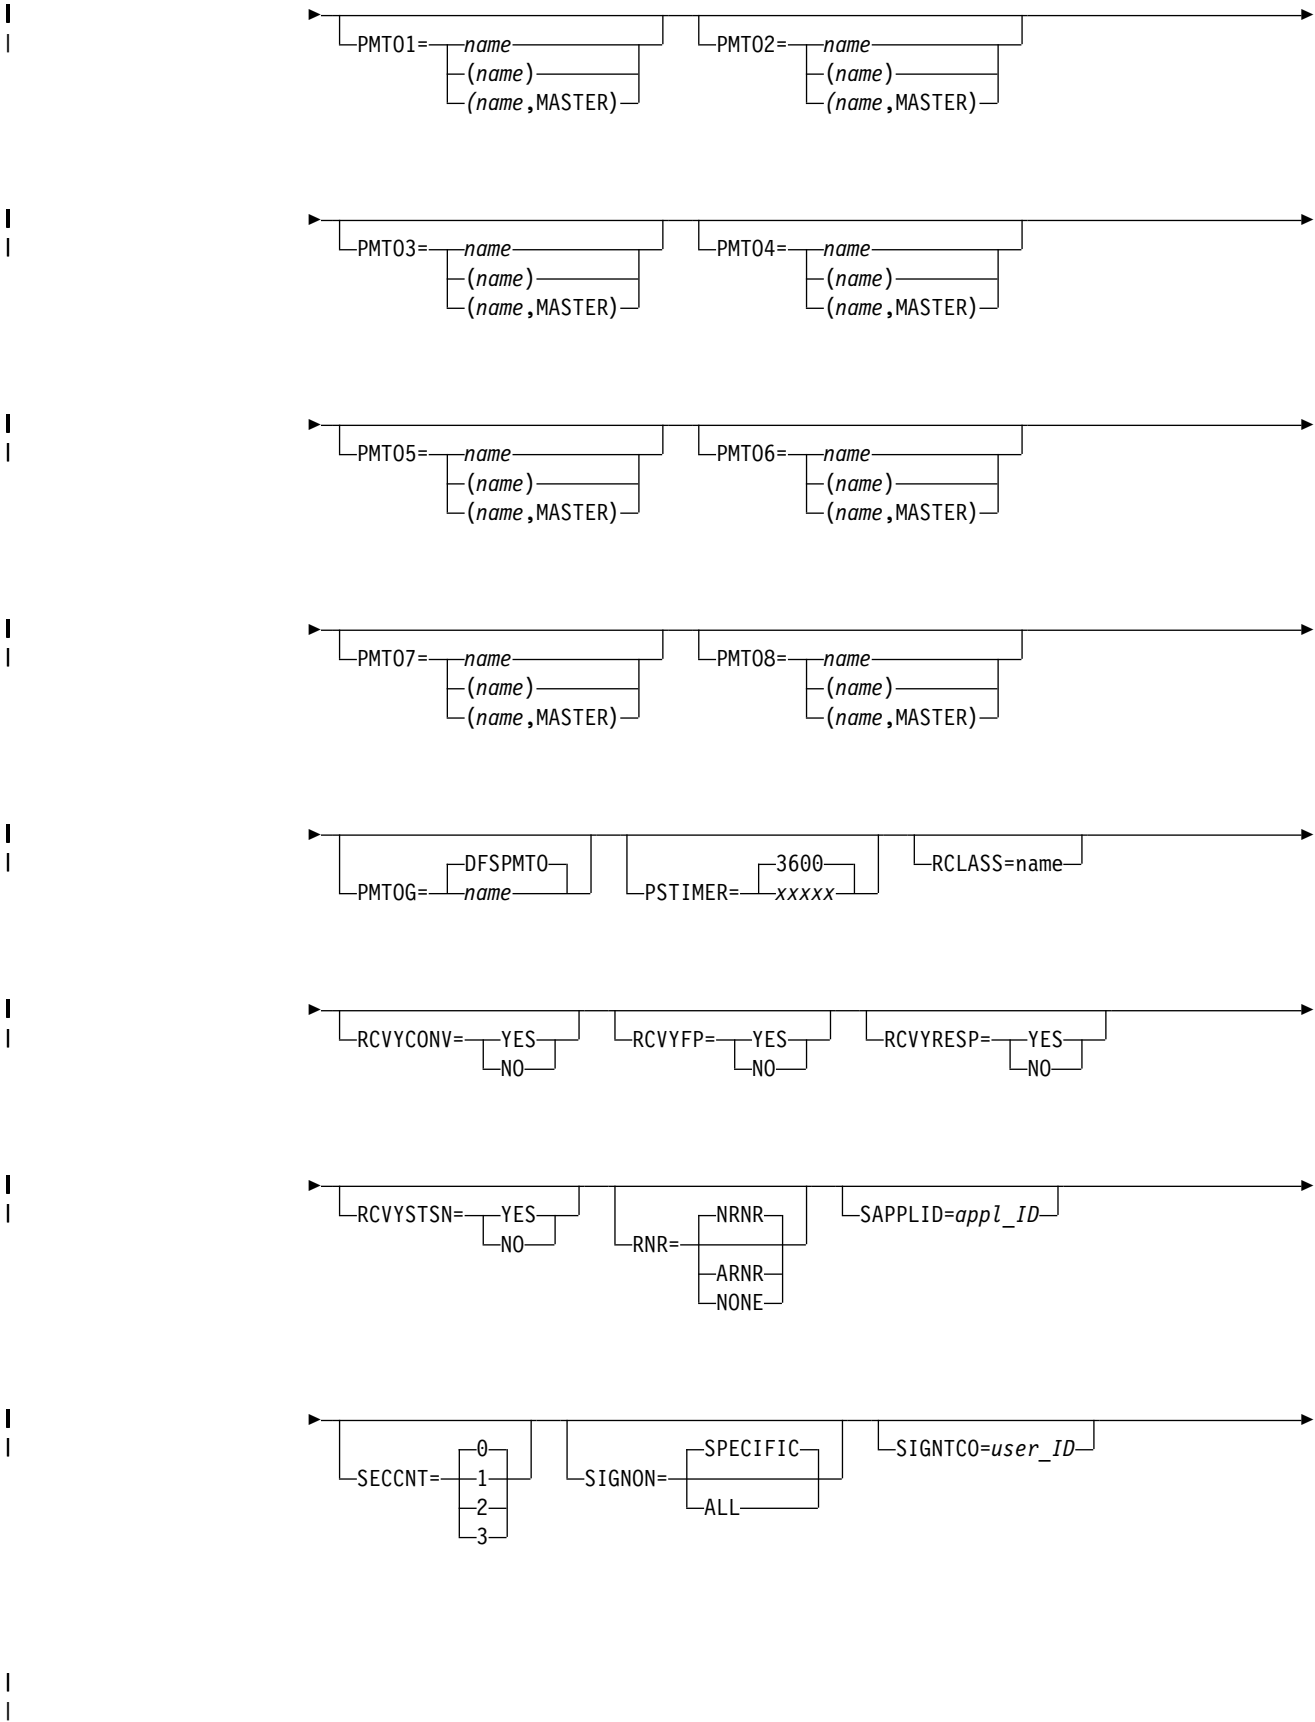 PMTO1= name PMTO2= name
(name) (name)
(name,MASTER) (name,MASTER)
PMTO3= name PMTO4= name
(name) (name)
(name,MASTER) (name,MASTER)
PMTO5= name PMTO6= name
(name) (name)
(name,MASTER) (name,MASTER)
PMTO7= name PMTO8= name
(name) (name)
(name,MASTER) (name,MASTER)
DFSPMTO 3600 RCLASS=name
PMTOG= name PSTIMER= xxxxx
RCVYCONV= YES RCVYFP= YES RCVYRESP= YES
NO NO NO
RCVYSTSN= YES NRNR SAPPLID=appl_ID
NO RNR=
ARNR
NONE
0 SPECIFIC SIGNTCO=user_ID
SECCNT= 1 SIGNON=
2 ALL
3